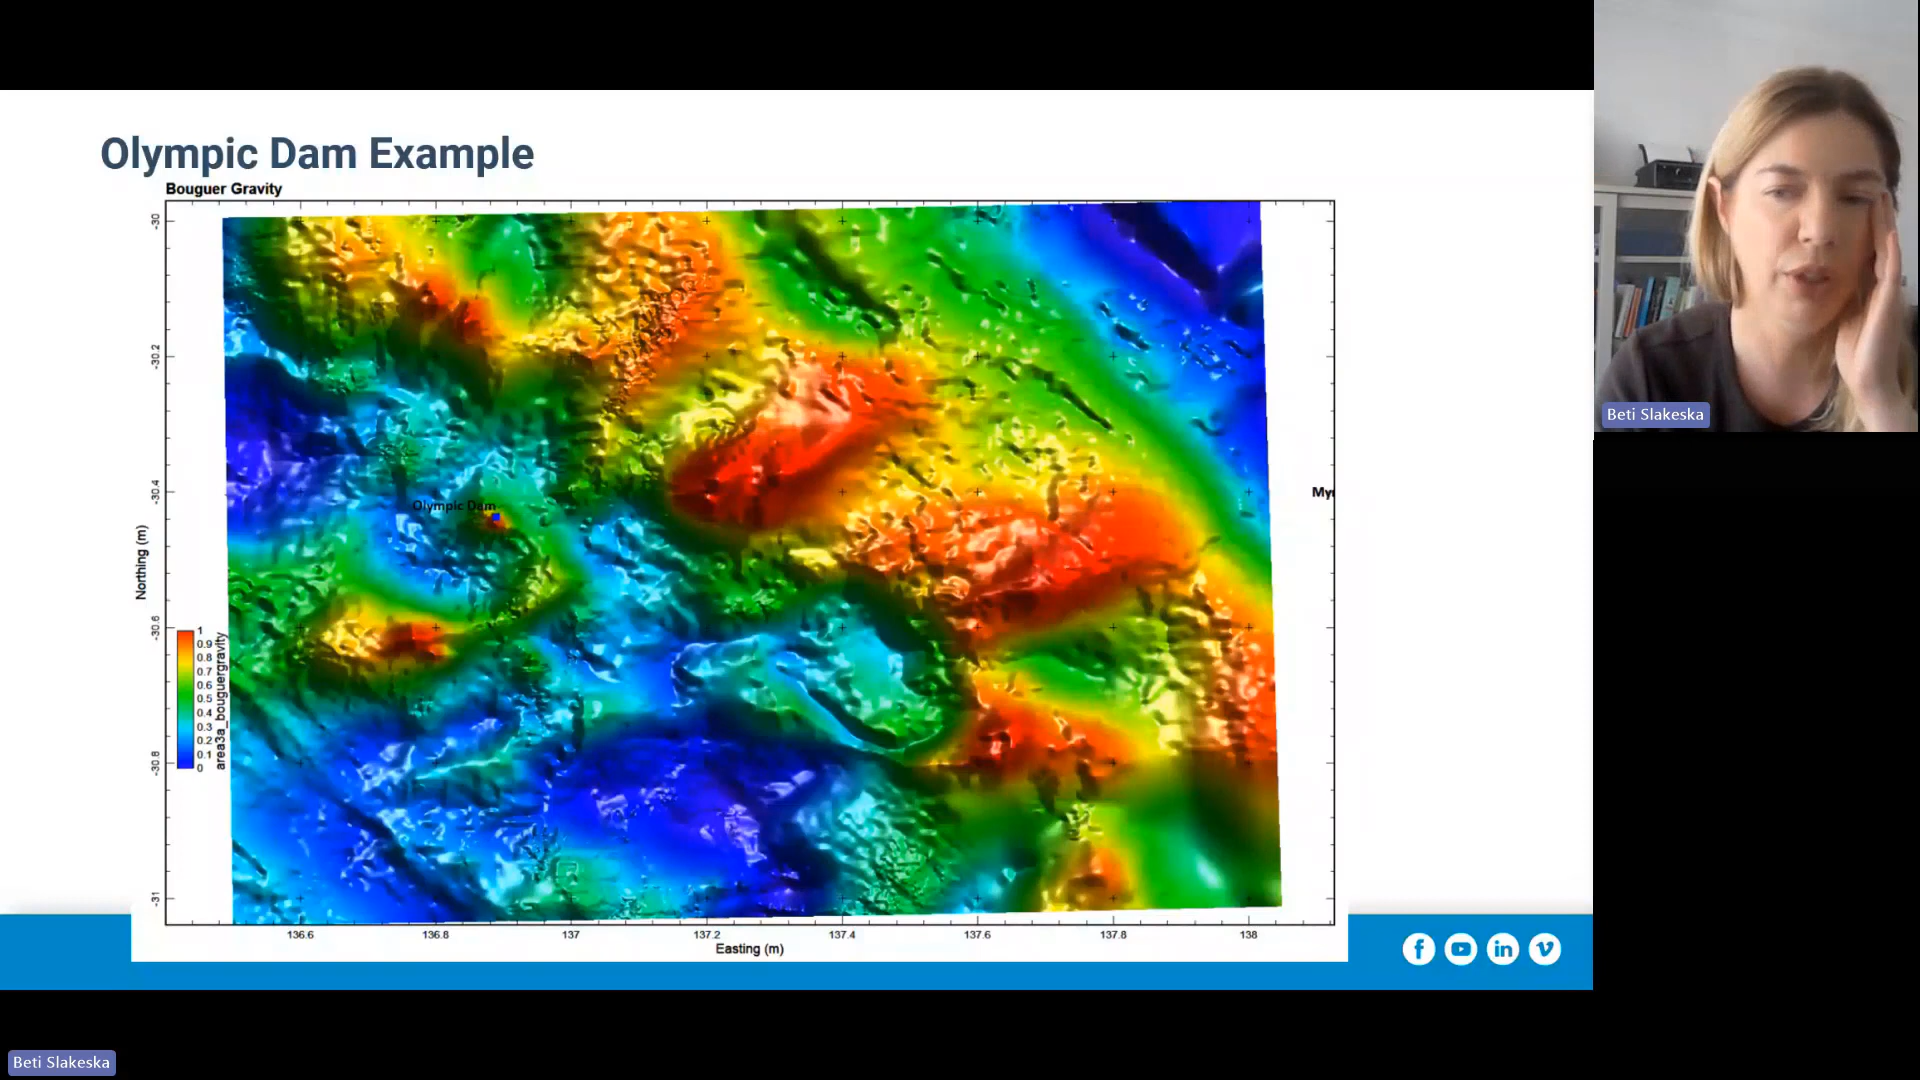 Olympic Dam Example
Bouguer Gravity
-30
-30.2
-30.4
-30.6
-30.8
-31
Northing (m)
Olympic Dam
My
1
0.9
0.8
0.7
0.6
0.5
0.4
0.3
0.2
0.1
0
area3a_bouguergravity
136.6 136.8 137 137.2 137.4 137.6 137.8 138
Easting (m)
Beti Slakeska
Beti Slakeska